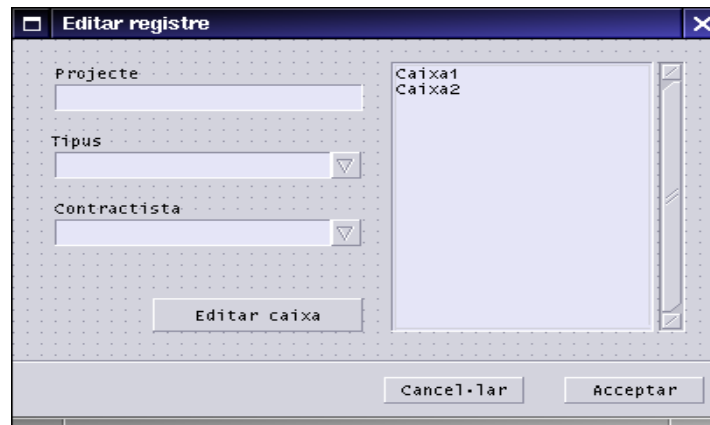 Editar registre
Projecte
Tipus
Contractista
Editar caixa
Caixa1
Caixa2
Cancel·lar
Acceptar